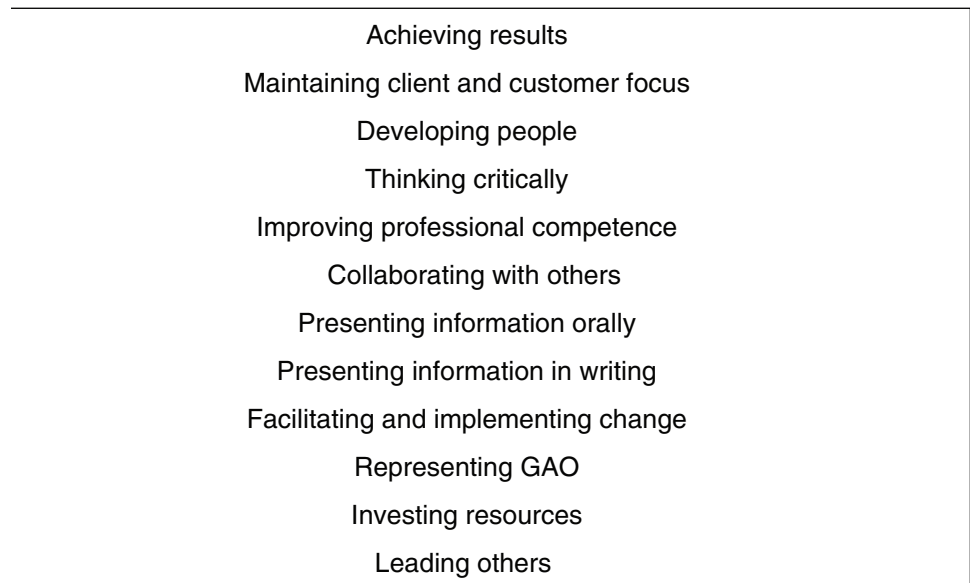 Achieving results
Maintaining client and customer focus
Developing people
Thinking critically
Improving professional competence
Collaborating with others
Presenting information orally
Presenting information in writing
Facilitating and implementing change
Representing GAO
Investing resources
Leading others